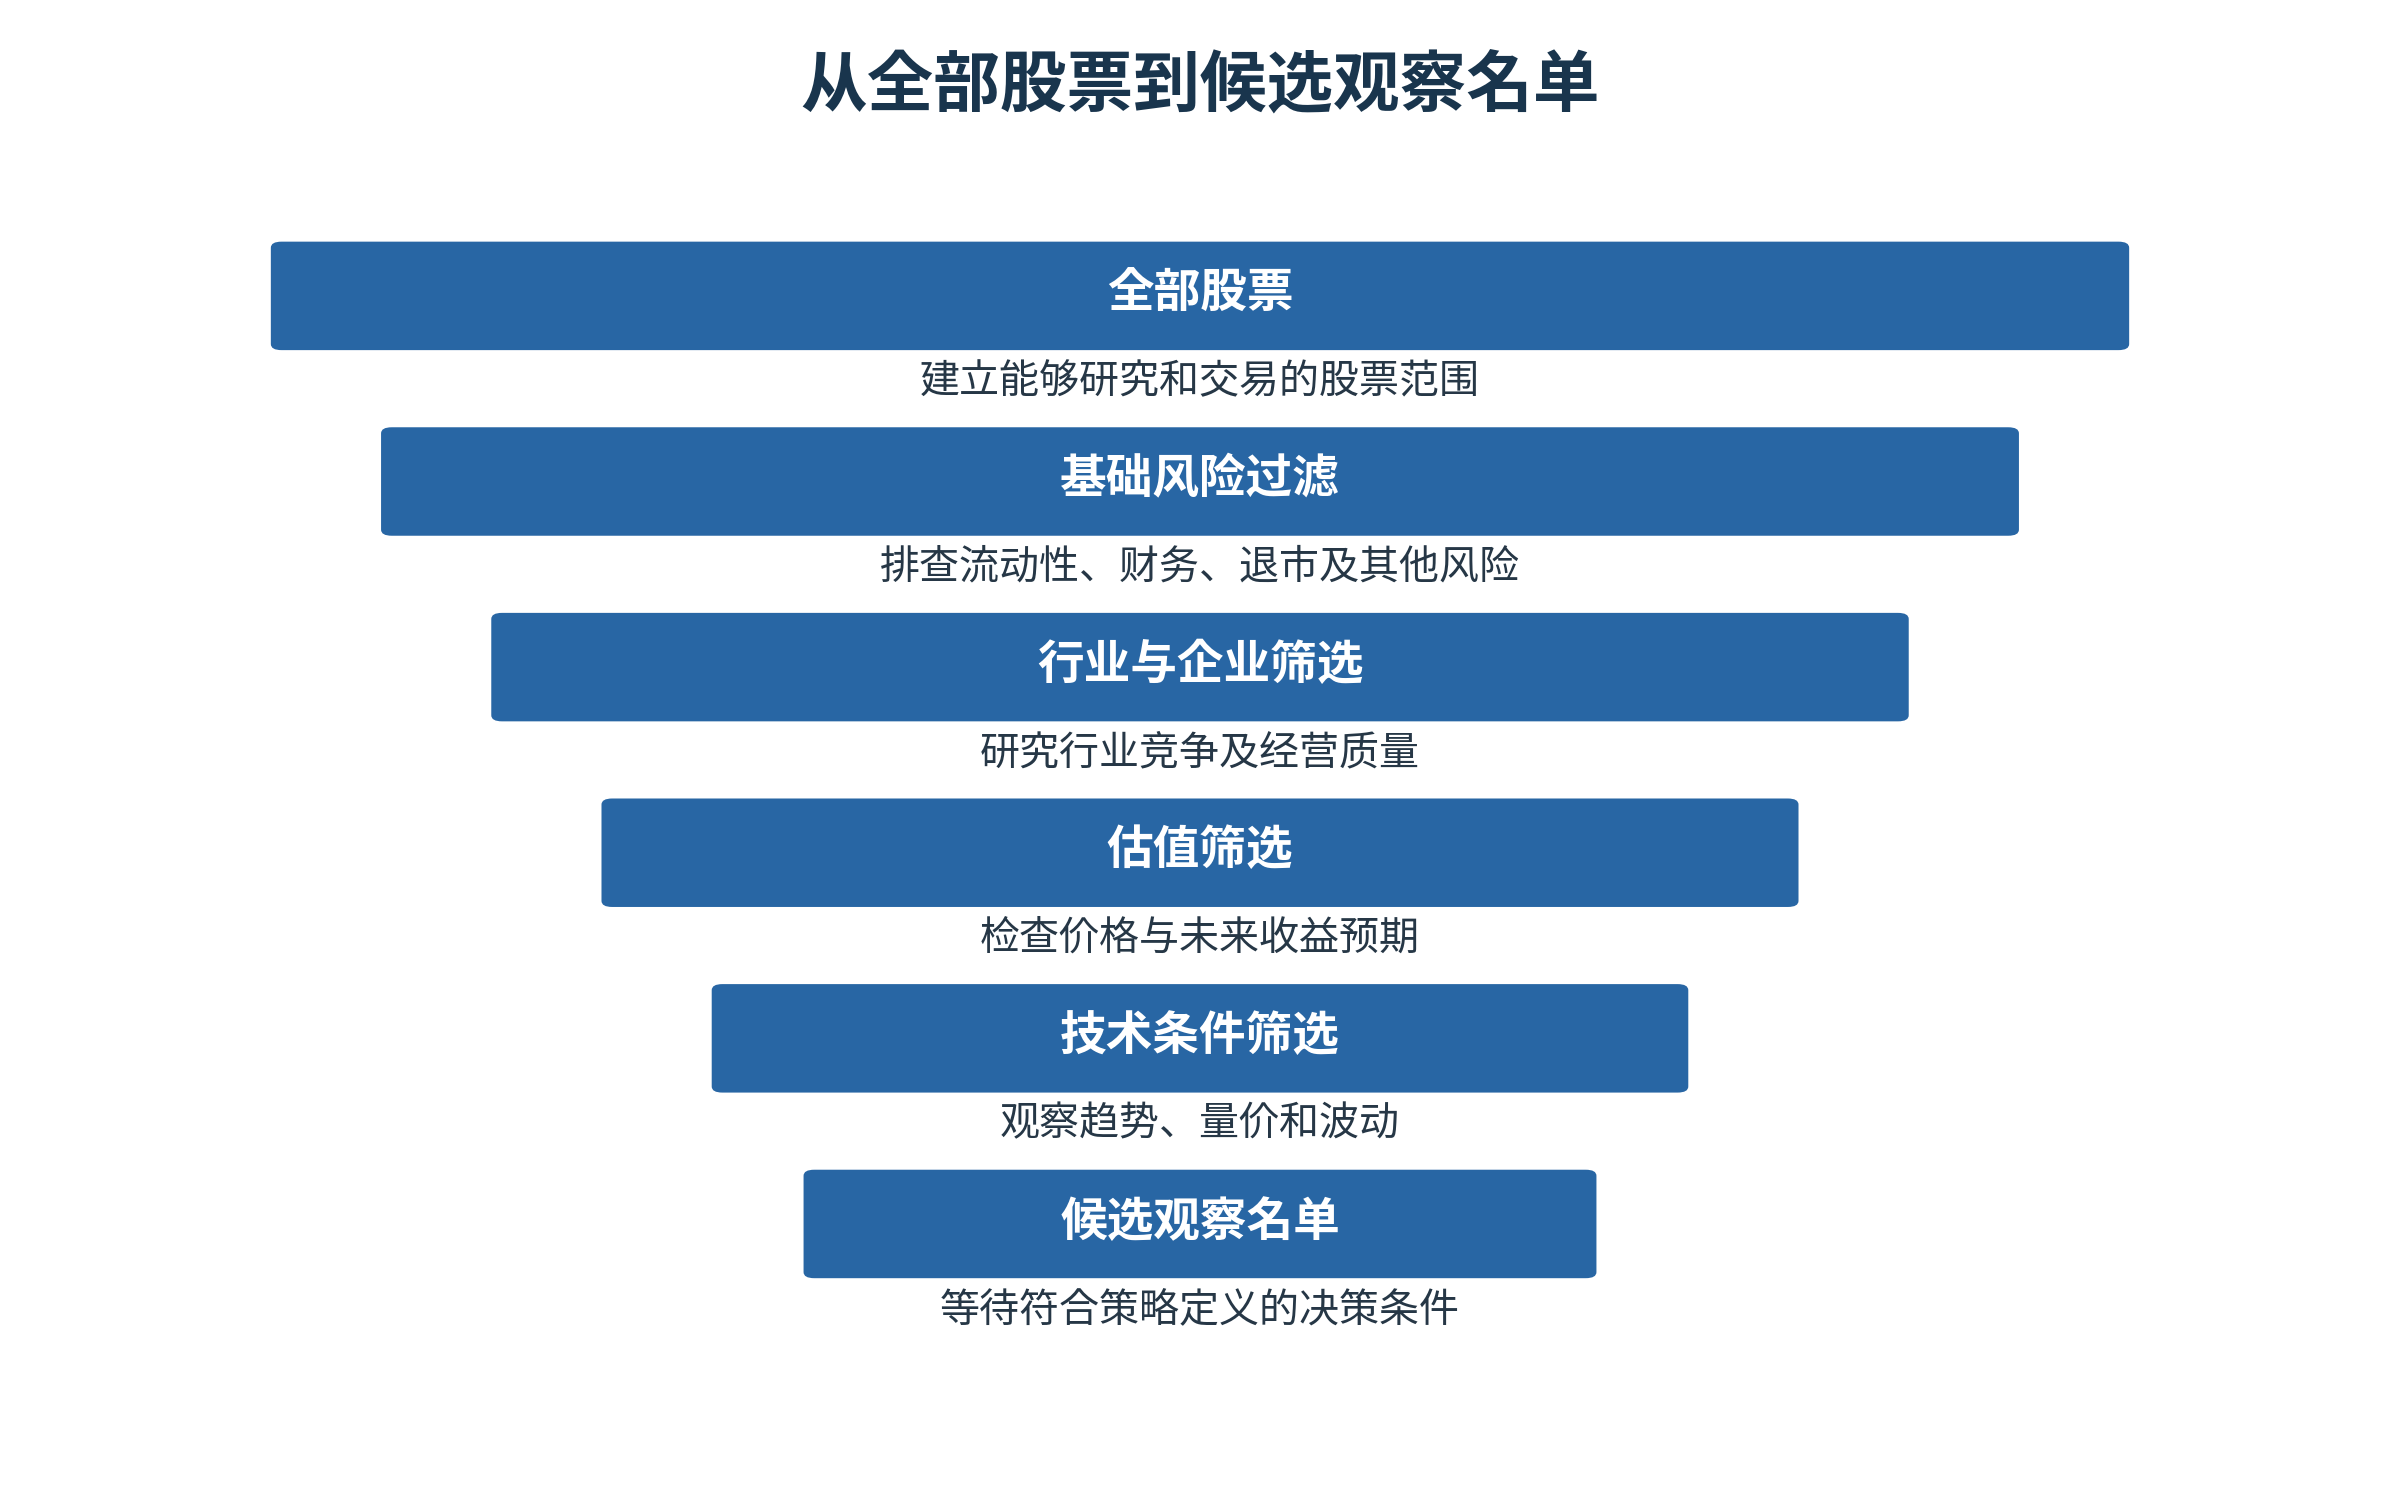 从全部股票到候选观察名单
全部股票
建立能够研究和交易的股票范围
基础风险过滤
排查流动性、财务、退市及其他风险
行业与企业筛选
研究行业竞争及经营质量
估值筛选
检查价格与未来收益预期
技术条件筛选
观察趋势、量价和波动
候选观察名单
等待符合策略定义的决策条件